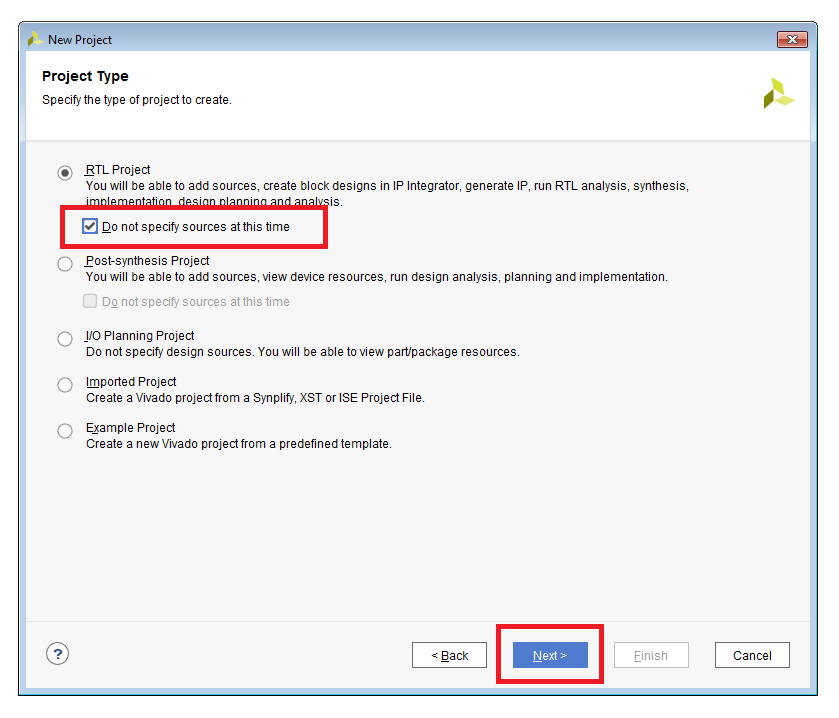 New Project
Project Type
Specify the type of project to create.
RTL Project
You will be able to add sources, create block designs in IP Integrator, generate IP, run RTL analysis, synthesis,
implementation, design planning and analysis.
Do not specify sources at this time
Post-synthesis Project
You will be able to add sources, view device resources, run design analysis, planning and implementation.
Do not specify sources at this time
I/O Planning Project
Do not specify design sources. You will be able to view part/package resources.
Imported Project
Create a Vivado project from a Synplify, XST or ISE Project File.
Example Project
Create a new Vivado project from a predefined template.
? < Back Next > Finish Cancel